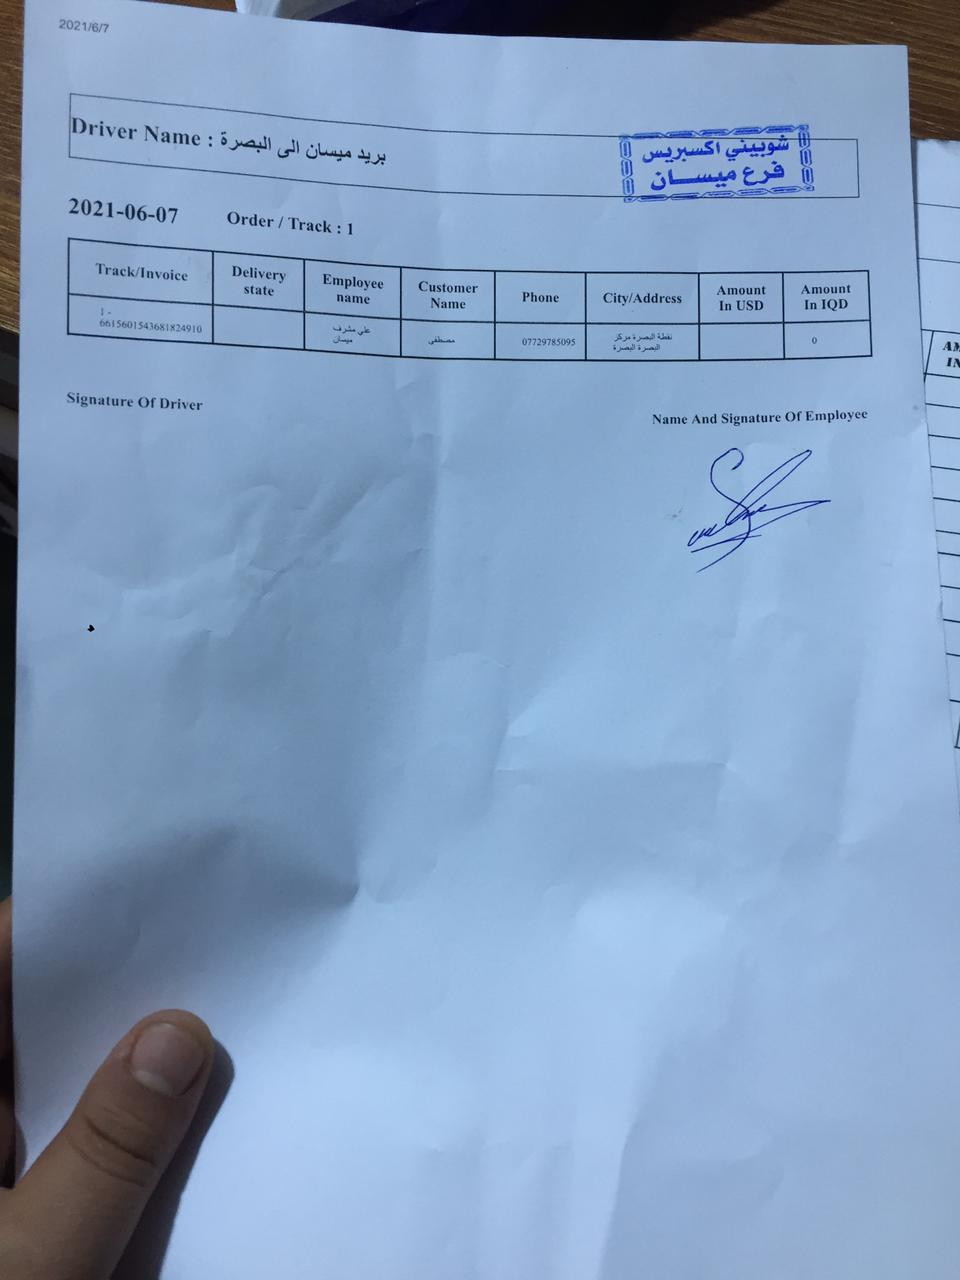 2021/6/7
Driver Name : بريد ميسان الى البصرة
شوبيني اكسبريس
فرع ميسان
2021-06-07 Order / Track : 1
Track/Invoice
Delivery state
Employee name
Customer Name
Phone
City/Address
Amount In USD
Amount In IQD
1 -
6615601543681824910
علي مشرف
ميسان
مصطفى
07729785095
نقطة البصرة مركز
البصرة البصرة
0
Signature Of Driver
Name And Signature Of Employee